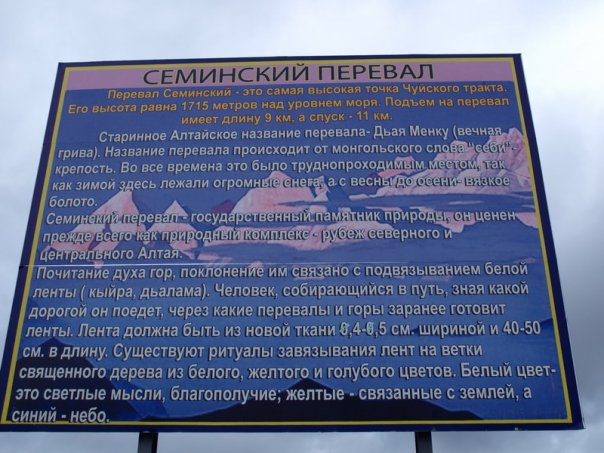 СЕМИНСКИЙ ПЕРЕВАЛ
Перевал Семинский - это самая высокая точка Чуйского тракта.
Его высота равна 1715 метров над уровнем моря. Подъем на перевал
имеет длину 9 км, а спуск - 11 км.
Старинное Алтайское название перевала- Дьал Менку (вечная
грива). Название перевала происходит от монгольского слова "себи"-
крепость. Во все времена это было труднопроходимым местом, так
как зимой здесь лежали огромные снега, а с весны до осени- вязкое
болото.
Семинский перевал - государственный памятник природы, он ценен
прежде всего как природный комплекс - рубеж северного и
центрального Алтая.
Почитание духа гор, поклонение им связано с подвязыванием белой
ленты ( кыйра, дьалама). Человек, собирающийся в путь, зная какой
дорогой он поедет, через какие перевалы и горы заранее готовит
ленты. Лента должна быть из новой ткани 0,4-0,5 см. шириной и 40-50
см. в длину. Существуют ритуалы завязывания лент на ветки
священного дерева из белого, желтого и голубого цветов. Белый цвет-
это светлые мысли, благополучие; желтые - связанные с землей, а
синий - небо.